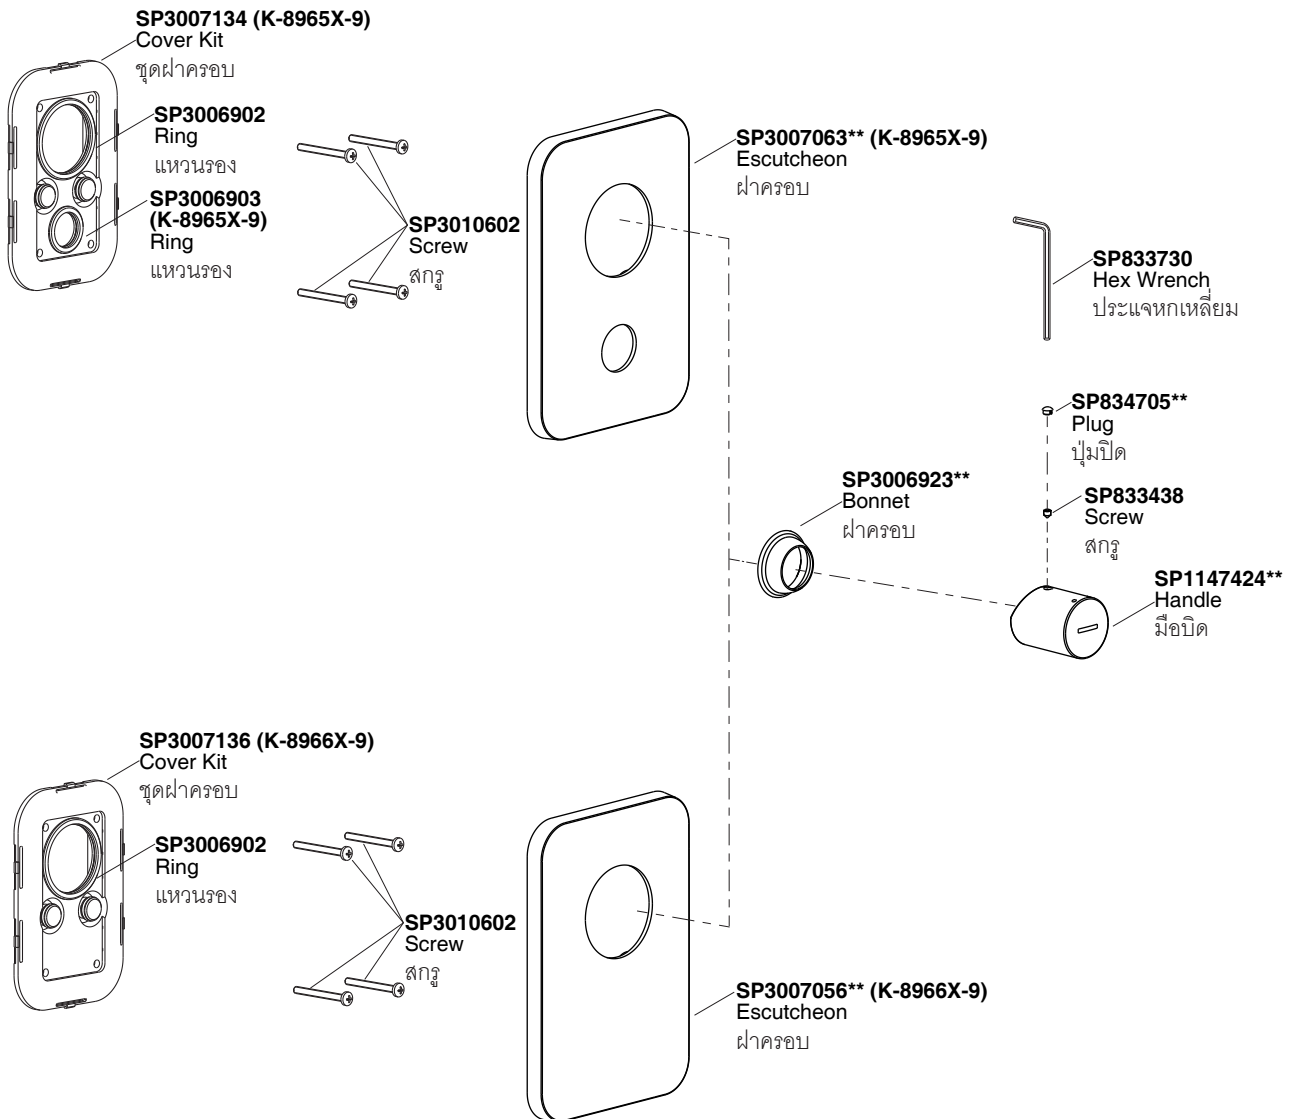 SP3007134 (K-8965X-9)
Cover Kit
ชุดฝาครอบ
SP3006902
Ring
แหวนรอง
SP3006903
(K-8965X-9)
Ring
แหวนรอง
SP3010602
Screw
สกรู
SP3007063** (K-8965X-9)
Escutcheon
ฝาครอบ
SP833730
Hex Wrench
ประแจหกเหลี่ยม
SP834705**
Plug
ปุ่มปิด
SP3006923**
Bonnet
ฝาครอบ
SP833438
Screw
สกรู
SP1147424**
Handle
มือบิด
SP3007136 (K-8966X-9)
Cover Kit
ชุดฝาครอบ
SP3006902
Ring
แหวนรอง
SP3010602
Screw
สกรู
SP3007056** (K-8966X-9)
Escutcheon
ฝาครอบ